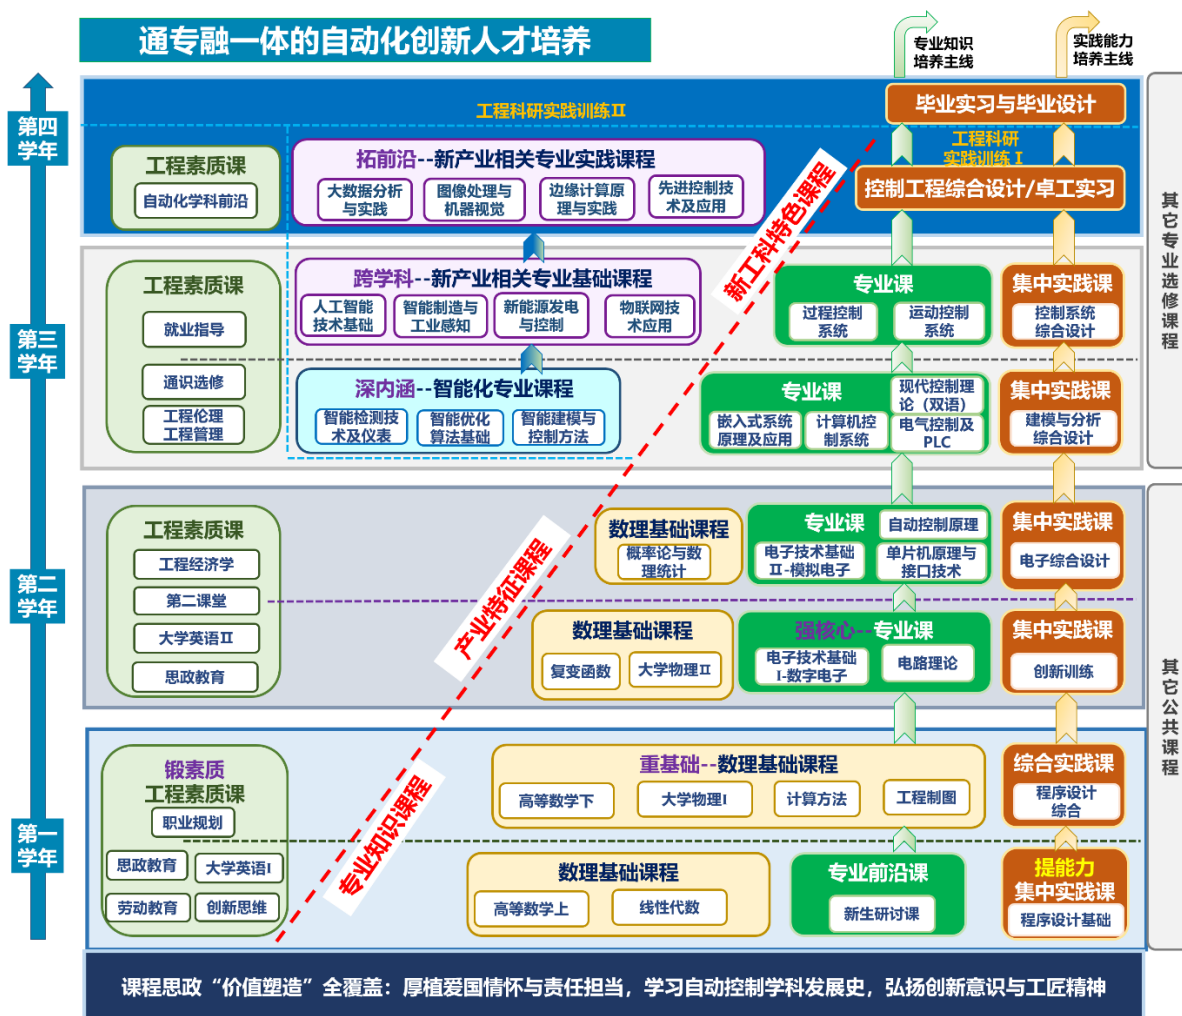 通专融一体的自动化创新人才培养
专业知识
培养主线
实践能力
培养主线
第四
学年
工程科研实践训练Ⅱ
毕业实习与毕业设计
工程科研
实践训练Ⅰ
控制工程综合设计/卓工实习
工程素质课
自动化学科前沿
拓前沿--新产业相关专业实践课程
大数据分析
与实践
图像处理与
机器视觉
边缘计算原
理与实践
先进控制技
术及应用
新工科特色课程
其它专业选修课程
第三
学年
工程素质课
就业指导
通识选修
工程伦理
工程管理
跨学科--新产业相关专业基础课程
人工智能
技术基础
智能制造与
工业感知
新能源发电
与控制
物联网技
术应用
专业课
过程控制
系统
运动控制
系统
集中实践课
控制系统
综合设计
深内涵--智能化专业课程
智能检测技
术及仪表
智能优化
算法基础
智能建模与
控制方法
专业课
现代控制理
论（双语）
嵌入式系统
原理及应用
计算机控
制系统
电气控制及
PLC
集中实践课
建模与分析
综合设计
第二
学年
工程素质课
工程经济学
第二课堂
大学英语Ⅱ
思政教育
产业特征课程
数理基础课程
概率论与数
理统计
专业课
自动控制原理
电子技术基础
Ⅱ-模拟电子
单片机原理与
接口技术
集中实践课
电子综合设计
数理基础课程
复变函数
大学物理Ⅱ
强核心--专业课
电子技术基础
Ⅰ-数字电子
电路理论
集中实践课
创新训练
其它公共课程
第一
学年
锻素质
工程素质课
职业规划
思政教育
大学英语Ⅰ
劳动教育
创新思维
专业知识课程
重基础--数理基础课程
高等数学下
大学物理Ⅰ
计算方法
工程制图
综合实践课
程序设计
综合
数理基础课程
高等数学上
线性代数
专业前沿课
新生研讨课
提能力
集中实践课
程序设计基础
课程思政“价值塑造”全覆盖：厚植爱国情怀与责任担当，学习自动控制学科发展史，弘扬创新意识与工匠精神